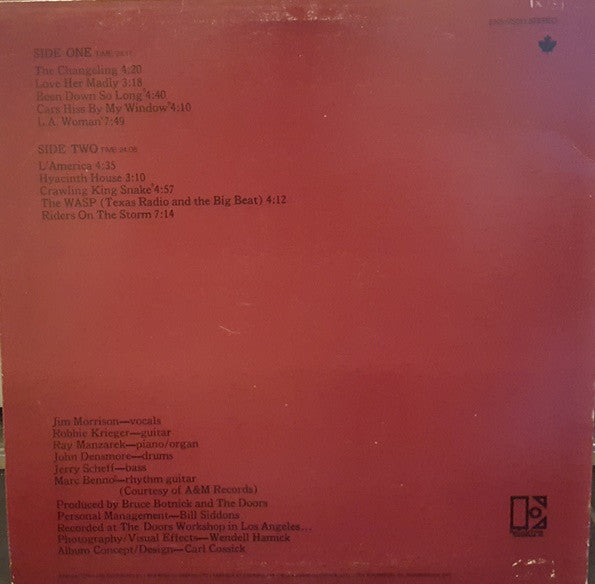 STEREO
SIDE ONE TIME
The Changeling 4:20
Love Her Madly 3:18
Been Down So Long 4:40
Cars Hiss By My Window 4:10
L.A. Woman 7:49
SIDE TWO TIME 24:08
L'America 4:35
Hyacinth House 3:10
Crawling King Snake 4:57
The WASP (Texas Radio and the Big Beat) 4:12
Riders On The Storm 7:14
Jim Morrison—vocals
Robbie Krieger—guitar
Ray Manzarek—piano/organ
John Densmore—drums
Jerry Scheff—bass
Marc Benno—rhythm guitar
(Courtesy of A&M Records)
Produced by Bruce Botnick and The Doors
Personal Management—Bill Siddons
Recorded at The Doors Workshop in Los Angeles...
Photography/Visual Effects—Wendell Hamick
Album Concept/Design—Carl Cossick